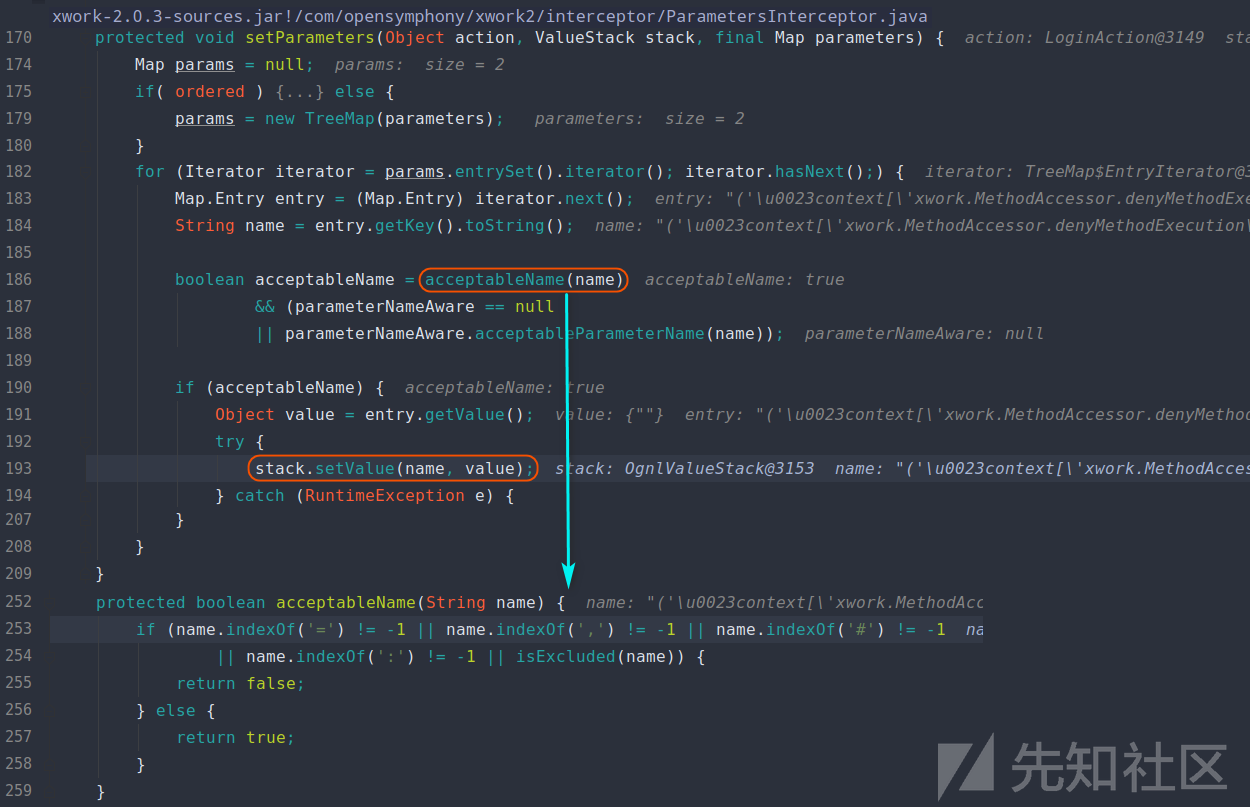 xwork-2.0.3-sources.jar!/com/opensymphony/xwork2/interceptor/ParametersInterceptor.java
170 protected void setParameters(Object action, ValueStack stack, final Map parameters) { action: LoginAction@3149 sta
174 Map params = null; params: size = 2
175 if( ordered ) {...} else {
179 params = new TreeMap(parameters); parameters: size = 2
180 }
182 for (Iterator iterator = params.entrySet().iterator(); iterator.hasNext();) { iterator: TreeMap$EntryIterator@3
183 Map.Entry entry = (Map.Entry) iterator.next(); entry: "('\u0023context[\'xwork.MethodAccessor.denyMethodExe
184 String name = entry.getKey().toString(); name: "('\u0023context[\'xwork.MethodAccessor.denyMethodExecution\
185
186 boolean acceptableName = acceptableName(name) acceptableName: true
187 && (parameterNameAware == null
188 || parameterNameAware.acceptableParameterName(name)); parameterNameAware: null
189
190 if (acceptableName) { acceptableName: true
191 Object value = entry.getValue(); value: {""} entry: "('\u0023context[\'xwork.MethodAccessor.denyMethod
192 try {
193 stack.setValue(name, value); stack: OgnlValueStack@3153 name: "('\u0023context[\'xwork.MethodAcces
194 } catch (RuntimeException e) {
207 }
208 }
209 }
252 protected boolean acceptableName(String name) { name: "('\u0023context[\'xwork.MethodAcc
253 if (name.indexOf('=') != -1 || name.indexOf(',') != -1 || name.indexOf('#') != -1 na
254 || name.indexOf(':') != -1 || isExcluded(name)) {
255 return false;
256 } else {
257 return true;
258 }
259 }
先知社区